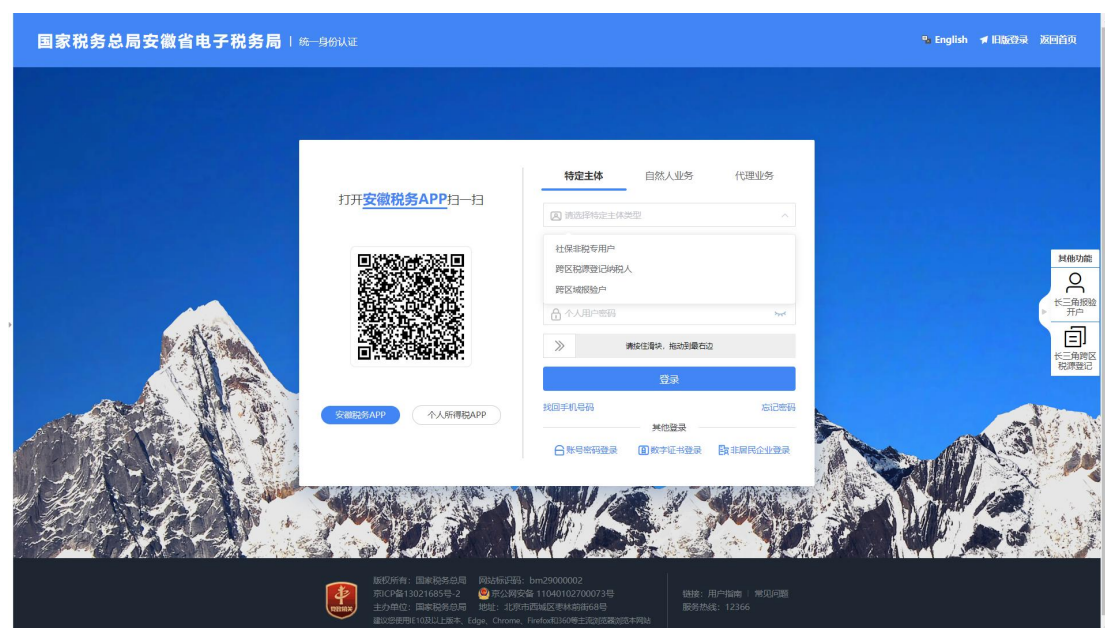 国家税务总局安徽省电子税务局 | 统一身份认证
English 旧版登录 返回首页
打开安徽税务APP扫一扫
安徽税务APP 个人所得税APP
特定主体 自然人业务 代理业务
请选择特定主体类型
社保非税专用户
跨区税源登记纳税人
跨区域报验户
个人用户密码
请按住滑块，拖动到最右边
登录
找回手机号码 忘记密码
其他登录
账号密码登录 数字证书登录 非居民企业登录
其他功能
长三角报验
开户
长三角跨区
税源登记
版权所有：国家税务总局 网站标识码：bm29000002
京ICP备13021685号-2 京公网安备 11040102700073号
主办单位：国家税务总局 地址：北京市西城区枣林前街68号
建议您使用IE10及以上版本、Edge、Chrome、Firefox和360等主流浏览器浏览本网站
链接：用户指南 | 常见问题
服务热线：12366